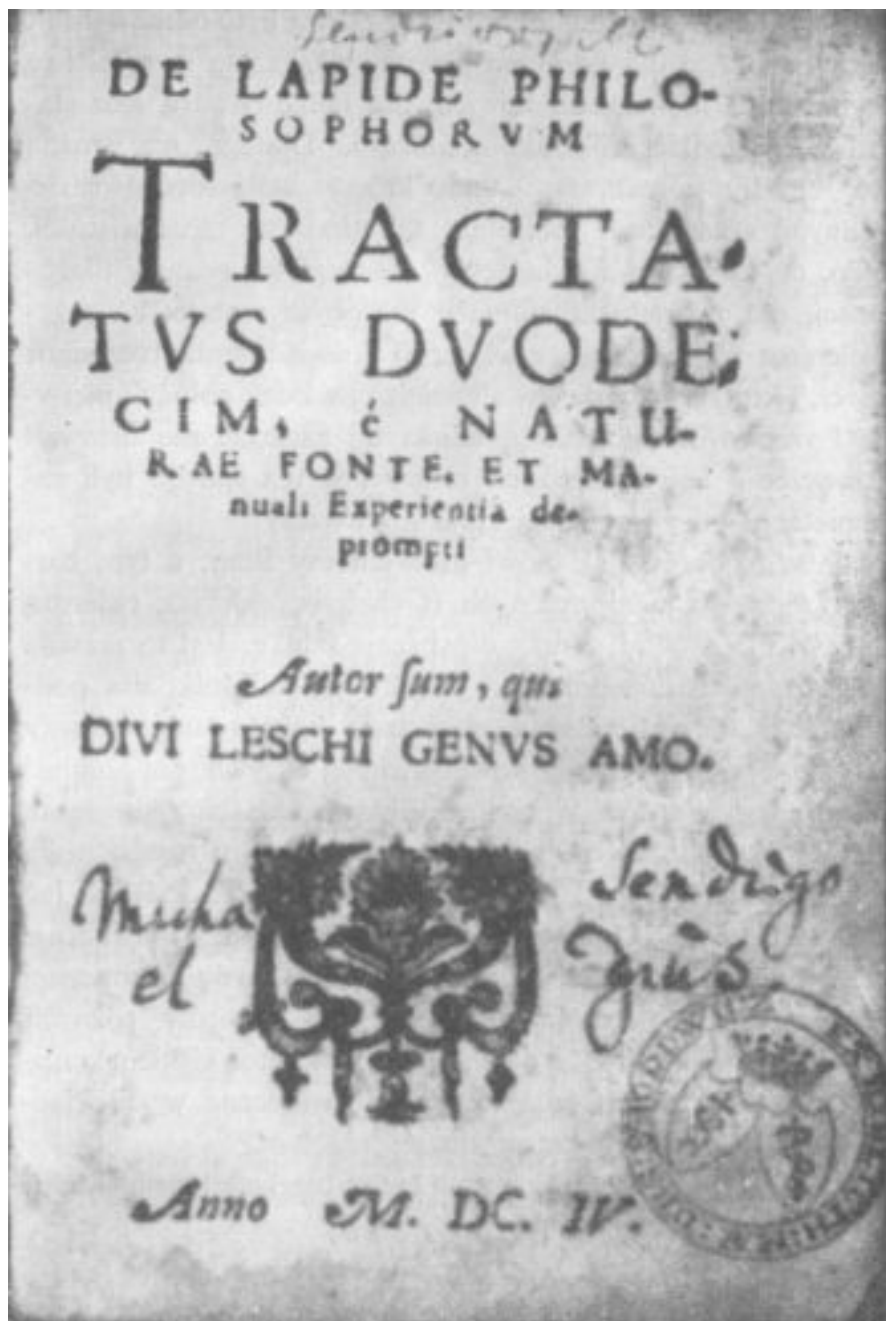 DE LAPIDE PHILO-
SOPHORVM
TRACTA-
TVS DVODE-
CIM, é NATU-
RAE FONTE, ET MA-
nuali Experientia de-
prompti
Autor ſum, qui
DIVI LESCHI GENVS AMO.
Micha
el
Sendigo
gius
Anno M. DC. IV.